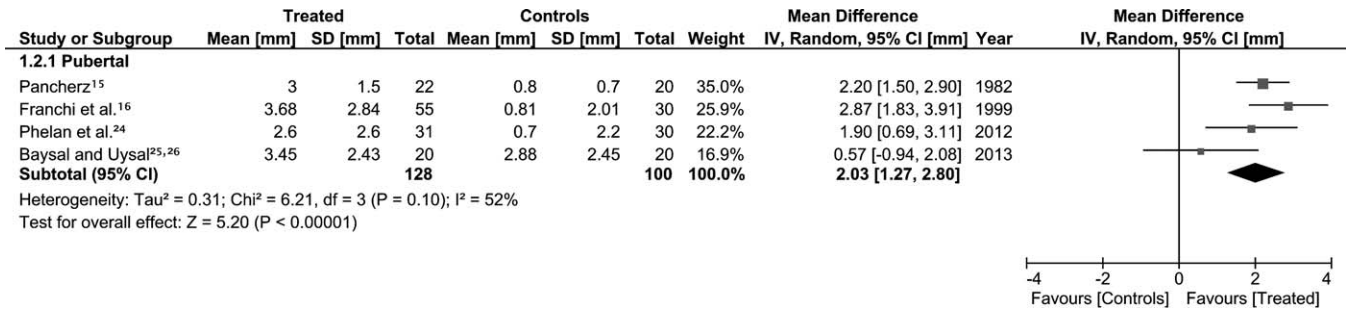 Treated Controls Mean Difference Mean Difference
Study or Subgroup Mean [mm] SD [mm] Total Mean [mm] SD [mm] Total Weight IV, Random, 95% CI [mm] Year IV, Random, 95% CI [mm]
1.2.1 Pubertal
Pancherz¹⁵ 3 1.5 22 0.8 0.7 20 35.0% 2.20 [1.50, 2.90] 1982
Franchi et al.¹⁶ 3.68 2.84 55 0.81 2.01 30 25.9% 2.87 [1.83, 3.91] 1999
Phelan et al.²⁴ 2.6 2.6 31 0.7 2.2 30 22.2% 1.90 [0.69, 3.11] 2012
Baysal and Uysal²⁵,²⁶ 3.45 2.43 20 2.88 2.45 20 16.9% 0.57 [-0.94, 2.08] 2013
Subtotal (95% CI) 128 100 100.0% 2.03 [1.27, 2.80]
Heterogeneity: Tau² = 0.31; Chi² = 6.21, df = 3 (P = 0.10); I² = 52%
Test for overall effect: Z = 5.20 (P < 0.00001)
-4 -2 0 2 4
Favours [Controls] Favours [Treated]